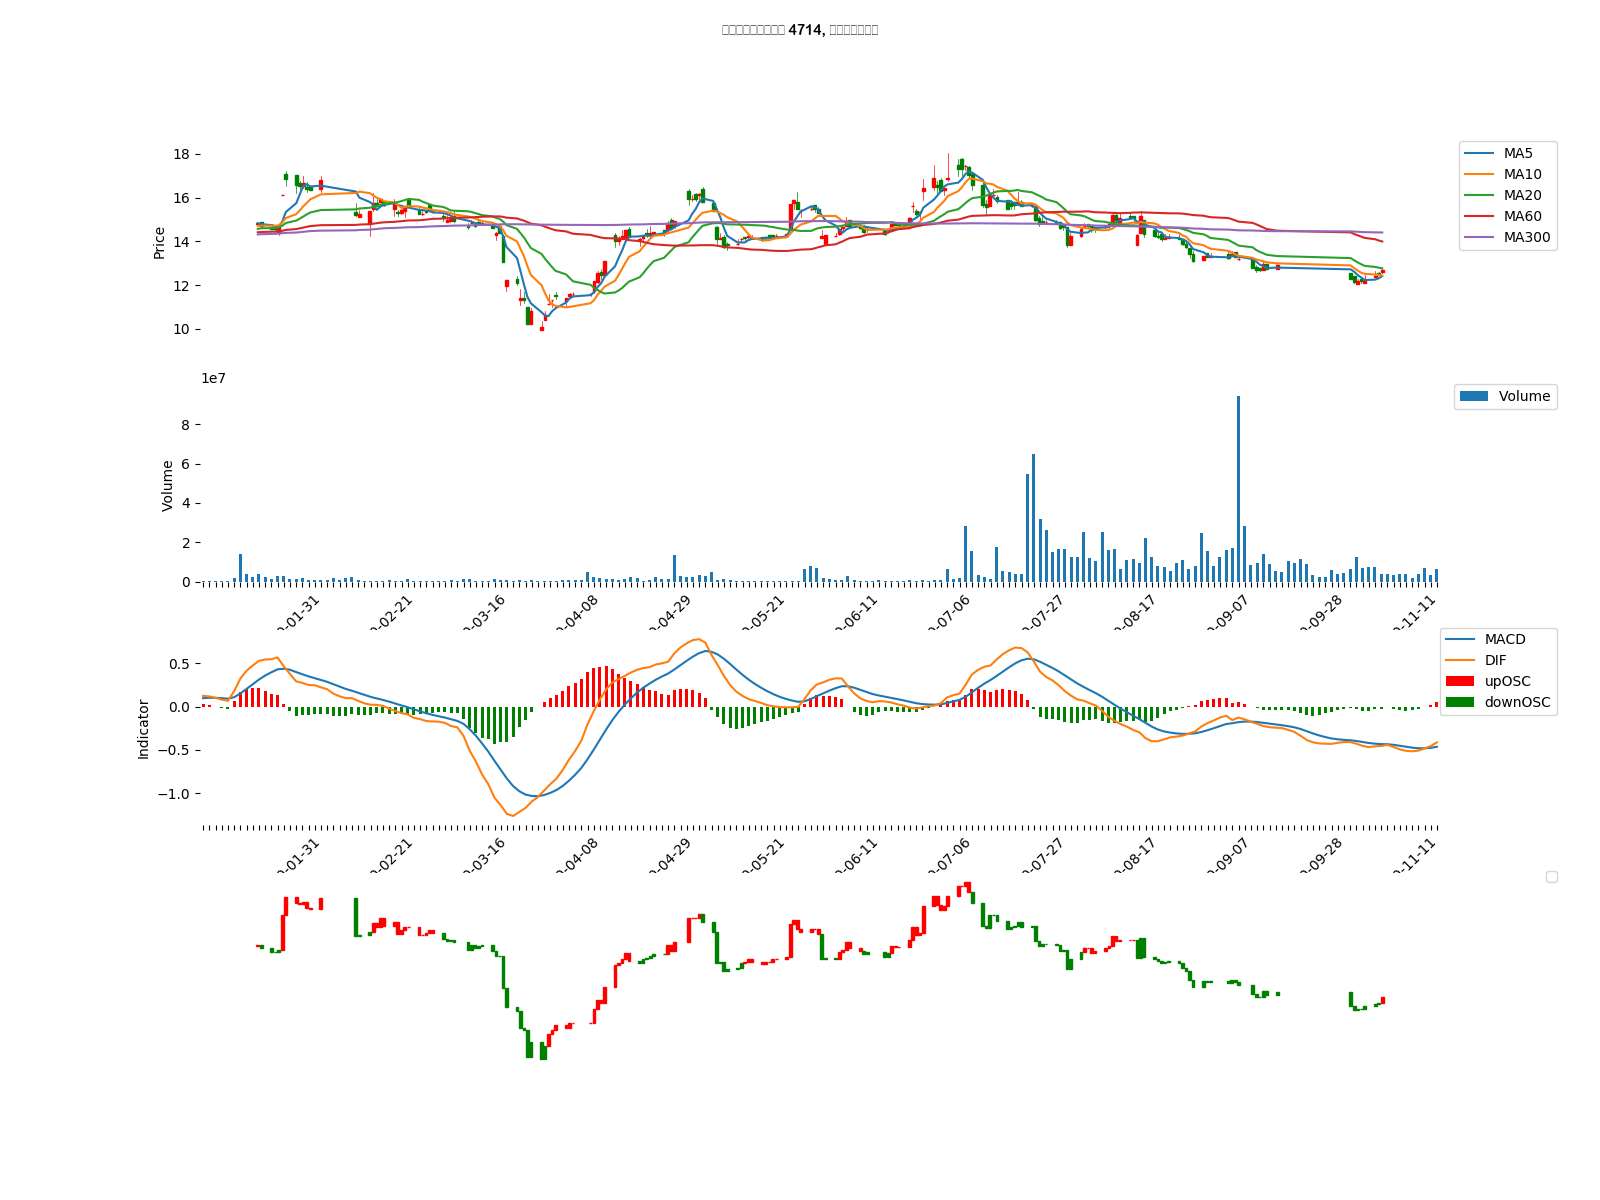 4714,
18
16
14
12
10
Price
MA5
MA10
MA20
MA60
MA300
1e7
8
6
4
2
0
Volume
Volume
-01-31
-02-21
-03-16
-04-08
-04-29
-05-21
-06-11
-07-06
-07-27
-08-17
-09-07
-09-28
-11-11
0.5
0.0
−0.5
−1.0
Indicator
MACD
DIF
upOSC
downOSC
-01-31
-02-21
-03-16
-04-08
-04-29
-05-21
-06-11
-07-06
-07-27
-08-17
-09-07
-09-28
-11-11